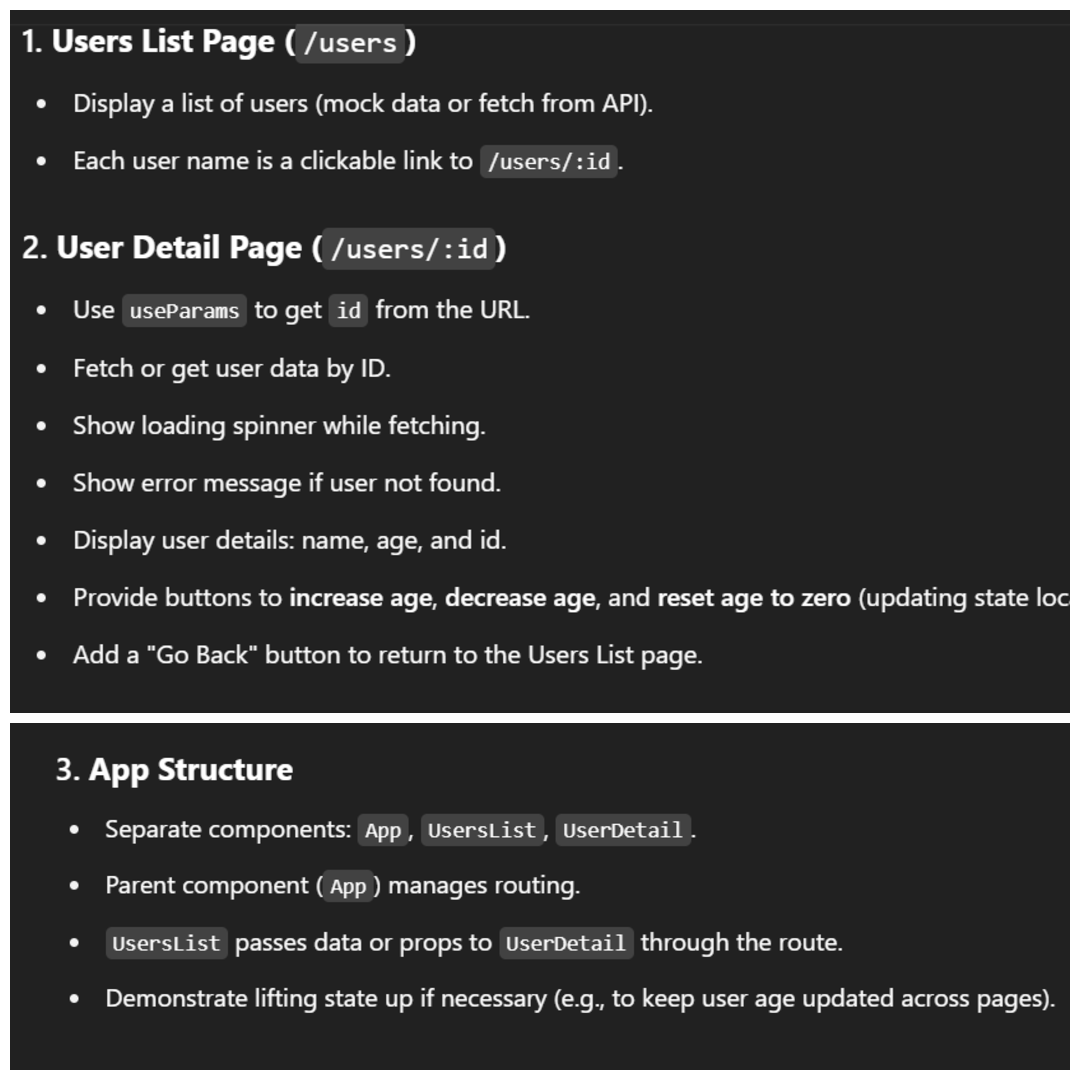 1. Users List Page (/users)
• Display a list of users (mock data or fetch from API).
• Each user name is a clickable link to /users/:id.
2. User Detail Page (/users/:id)
• Use useParams to get id from the URL.
• Fetch or get user data by ID.
• Show loading spinner while fetching.
• Show error message if user not found.
• Display user details: name, age, and id.
• Provide buttons to increase age, decrease age, and reset age to zero (updating state
• Add a "Go Back" button to return to the Users List page.
3. App Structure
• Separate components: App, UsersList, UserDetail.
• Parent component (App) manages routing.
• UsersList passes data or props to UserDetail through the route.
• Demonstrate lifting state up if necessary (e.g., to keep user age updated across pages).